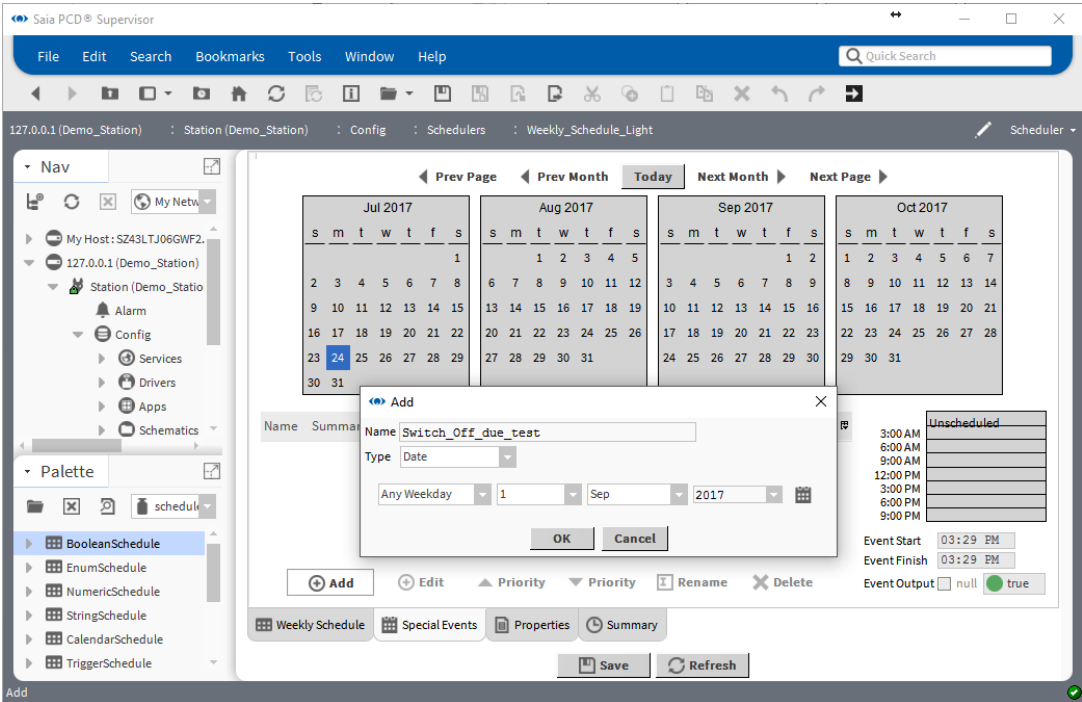 Saia PCD® Supervisor
File Edit Search Bookmarks Tools Window Help
Quick Search
127.0.0.1 (Demo_Station) : Station (Demo_Station) : Config : Schedulers : Weekly_Schedule_Light
Scheduler
Nav
My Netw
My Host : SZ43LTJ06GWF2.
127.0.0.1 (Demo_Station)
Station (Demo_Statio
Alarm
Config
Services
Drivers
Apps
Schematics
Palette
schedule
BooleanSchedule
EnumSchedule
NumericSchedule
StringSchedule
CalendarSchedule
TriggerSchedule
Prev Page Prev Month Today Next Month Next Page
Jul 2017
s m t w t f s
1
2 3 4 5 6 7 8
9 10 11 12 13 14 15
16 17 18 19 20 21 22
23 24 25 26 27 28 29
30 31
Aug 2017
s m t w t f s
1 2 3 4 5
6 7 8 9 10 11 12
13 14 15 16 17 18 19
20 21 22 23 24 25 26
27 28 29 30 31
Sep 2017
s m t w t f s
1 2
3 4 5 6 7 8 9
10 11 12 13 14 15 16
17 18 19 20 21 22 23
24 25 26 27 28 29 30
Oct 2017
s m t w t f s
1 2 3 4 5 6 7
8 9 10 11 12 13 14
15 16 17 18 19 20 21
22 23 24 25 26 27 28
29 30 31
Name Summar
Add
Name Switch_Off_due_test
Type Date
Any Weekday 1 Sep 2017
OK Cancel
Unscheduled
3:00 AM
6:00 AM
9:00 AM
12:00 PM
3:00 PM
6:00 PM
9:00 PM
Event Start 03:29 PM
Event Finish 03:29 PM
Event Output null true
Add Edit Priority Priority Rename Delete
Weekly Schedule Special Events Properties Summary
Save Refresh
Add